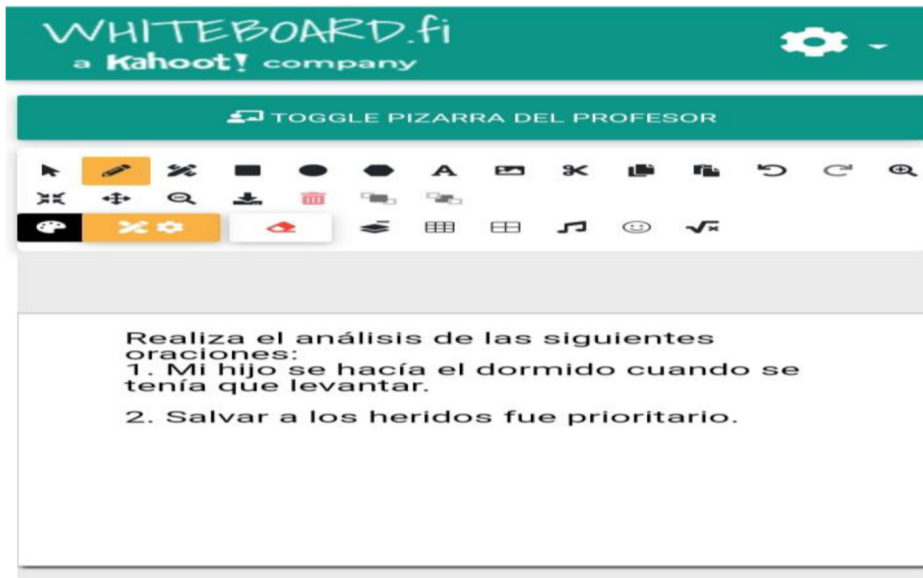 WHITEBOARD.fi
a Kahoot! company
TOGGLE PIZARRA DEL PROFESOR
Realiza el análisis de las siguientes
oraciones:
1. Mi hijo se hacía el dormido cuando se
tenía que levantar.
2. Salvar a los heridos fue prioritario.